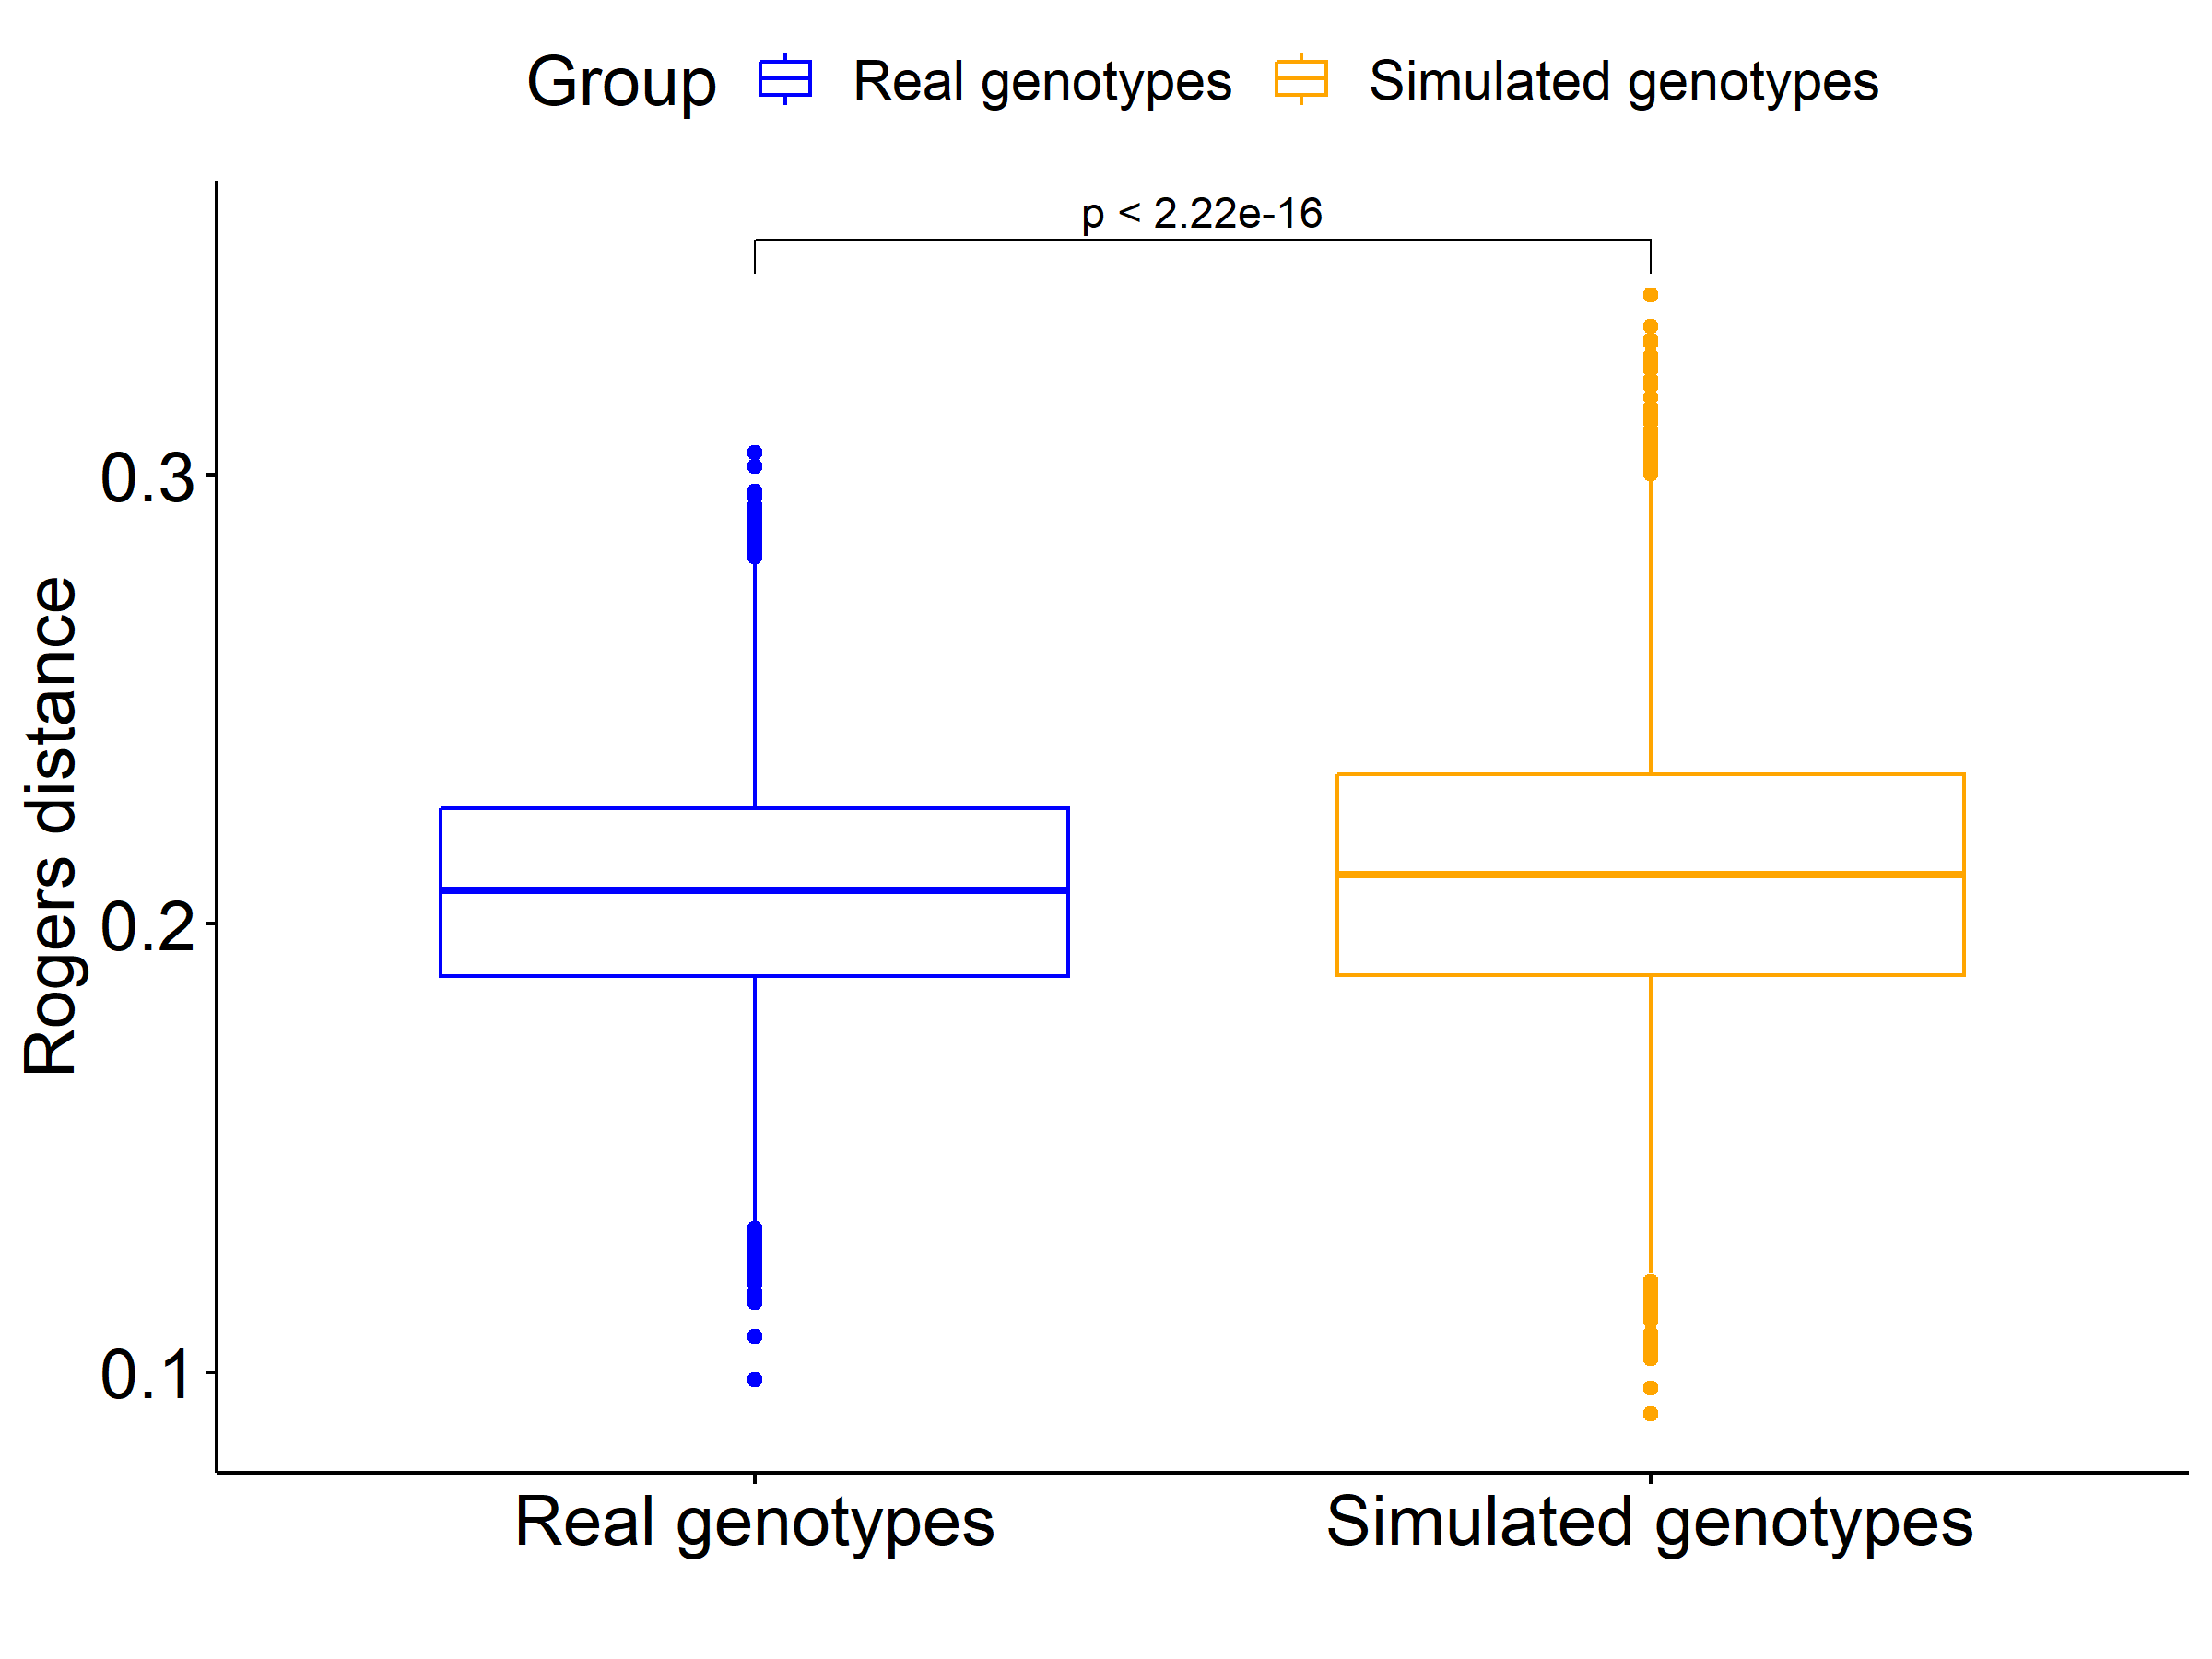 Group Real genotypes Simulated genotypes
p < 2.22e-16
Rogers distance
0.3
0.2
0.1
Real genotypes Simulated genotypes